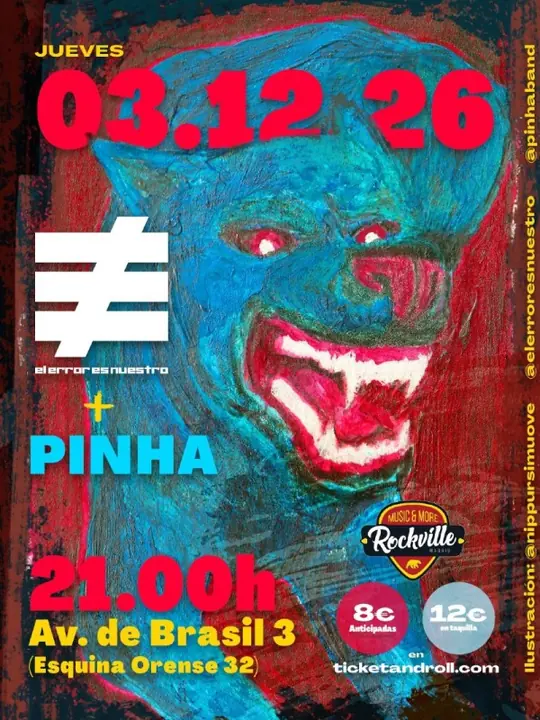 JUEVES
03.12 26
elerroresnuestro
+
PINHA
MUSIC & MORE
Rockville
MADRID
21.00h
Av. de Brasil 3
(Esquina Orense 32)
8€
Anticipadas
12€
en taquilla
en
ticketandroll.com
Ilustracion: @nippursimuove @elerroresnuestro @pinhaband